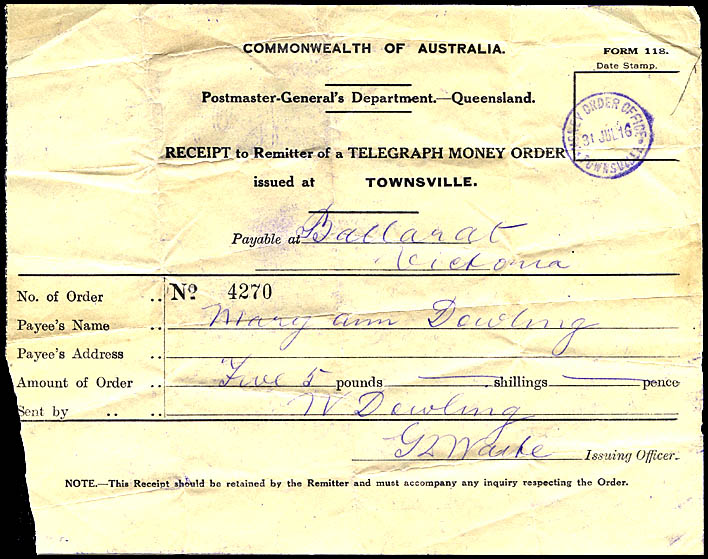 COMMONWEALTH OF AUSTRALIA.
FORM 118.
Date Stamp.
Postmaster-General's Department.—Queensland.
MONEY ORDER OFFICE
31 JUL 16
TOWNSVILLE
RECEIPT to Remitter of a TELEGRAPH MONEY ORDER
issued at TOWNSVILLE.
Payable at Ballarat
Victoria
No. of Order .. No 4270
Payee's Name .. Mary Ann Dowling
Payee's Address ..
Amount of Order .. Five 5 pounds — shillings — pence
Sent by .. .. W Dowling
Issuing Officer.
NOTE.—This Receipt should be retained by the Remitter and must accompany any inquiry respecting the Order.